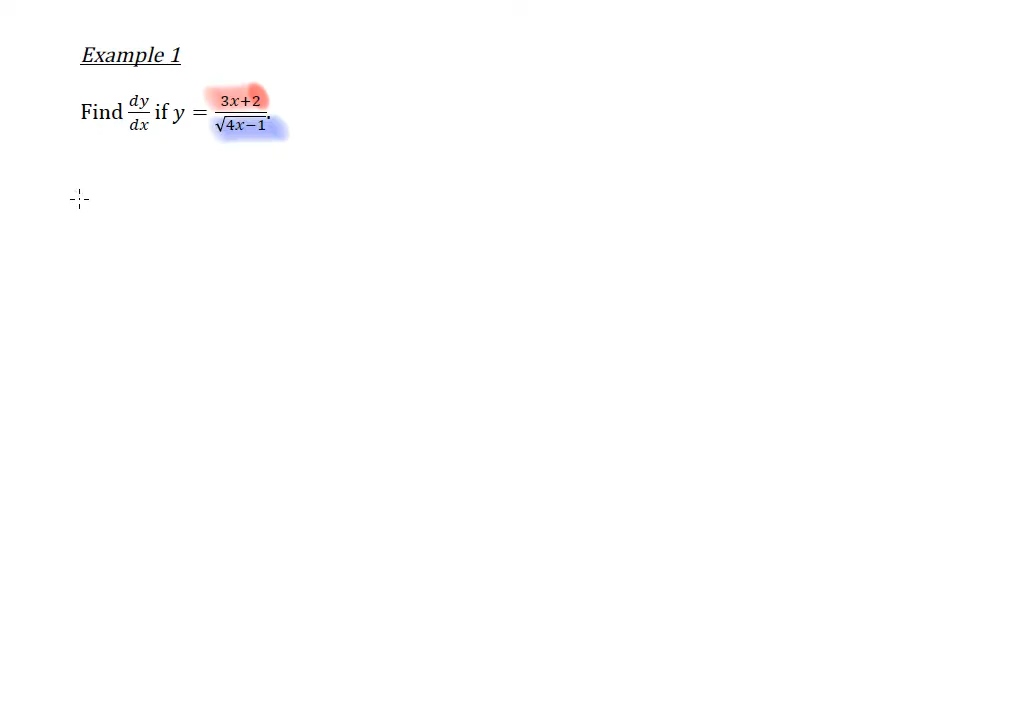 Example 1
Find dy/dx if y = (3x+2)/√(4x−1).